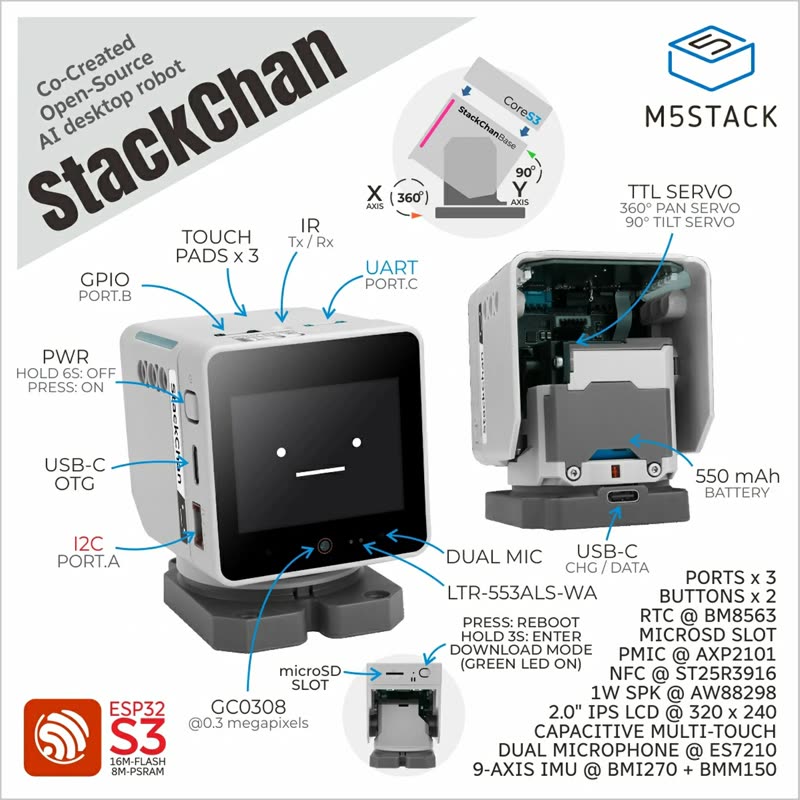 Co-Created
Open-Source
AI desktop robot
StackChan
M5STACK
CoreS3
StackChanBase
X
AXIS
360°
90°
Y
AXIS
TTL SERVO
360° PAN SERVO
90° TILT SERVO
TOUCH
PADS x 3
IR
Tx / Rx
UART
PORT.C
GPIO
PORT.B
PWR
HOLD 6S: OFF
PRESS: ON
StackChan
USB-C
OTG
I2C
PORT.A
550 mAh
BATTERY
USB-C
CHG / DATA
DUAL MIC
LTR-553ALS-WA
PRESS: REBOOT
HOLD 3S: ENTER
DOWNLOAD MODE
(GREEN LED ON)
microSD
SLOT
GC0308
@0.3 megapixels
ESP32
S3
16M-FLASH
8M-PSRAM
PORTS x 3
BUTTONS x 2
RTC @ BM8563
MICROSD SLOT
PMIC @ AXP2101
NFC @ ST25R3916
1W SPK @ AW88298
2.0" IPS LCD @ 320 x 240
CAPACITIVE MULTI-TOUCH
DUAL MICROPHONE @ ES7210
9-AXIS IMU @ BMI270 + BMM150